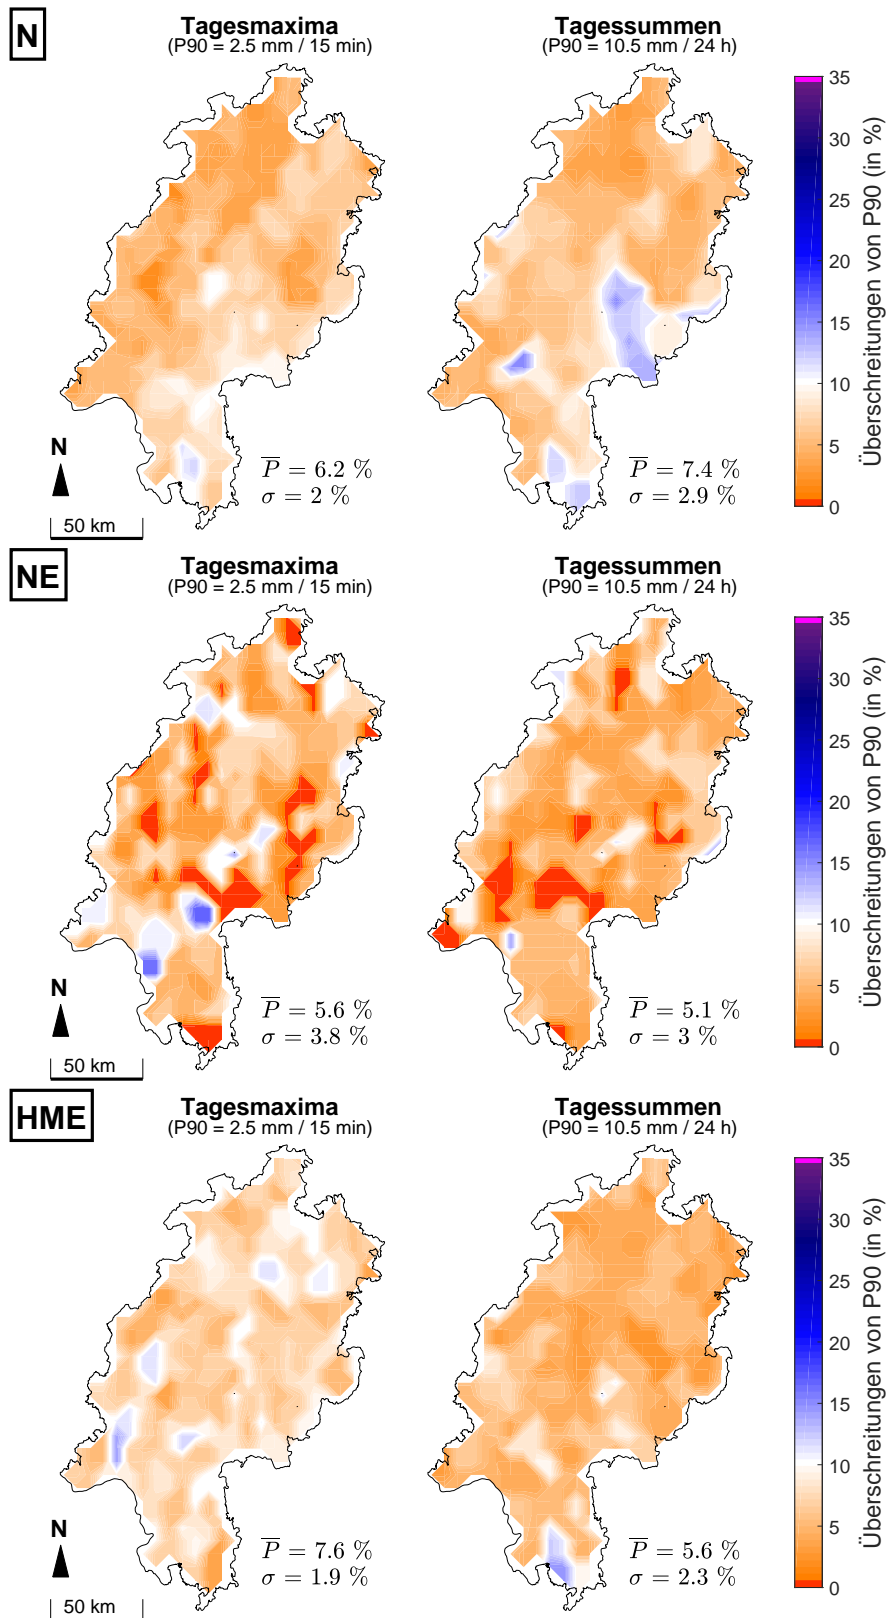 N
Tagesmaxima
(P90 = 2.5 mm / 15 min)
Tagessummen
(P90 = 10.5 mm / 24 h)
35
30
25
20
15
10
5
0
Überschreitungen von P90 (in %)
N
50 km
P̅ = 6.2 %
σ = 2 %
P̅ = 7.4 %
σ = 2.9 %
NE
Tagesmaxima
(P90 = 2.5 mm / 15 min)
Tagessummen
(P90 = 10.5 mm / 24 h)
35
30
25
20
15
10
5
0
Überschreitungen von P90 (in %)
N
50 km
P̅ = 5.6 %
σ = 3.8 %
P̅ = 5.1 %
σ = 3 %
HME
Tagesmaxima
(P90 = 2.5 mm / 15 min)
Tagessummen
(P90 = 10.5 mm / 24 h)
35
30
25
20
15
10
5
0
Überschreitungen von P90 (in %)
N
50 km
P̅ = 7.6 %
σ = 1.9 %
P̅ = 5.6 %
σ = 2.3 %